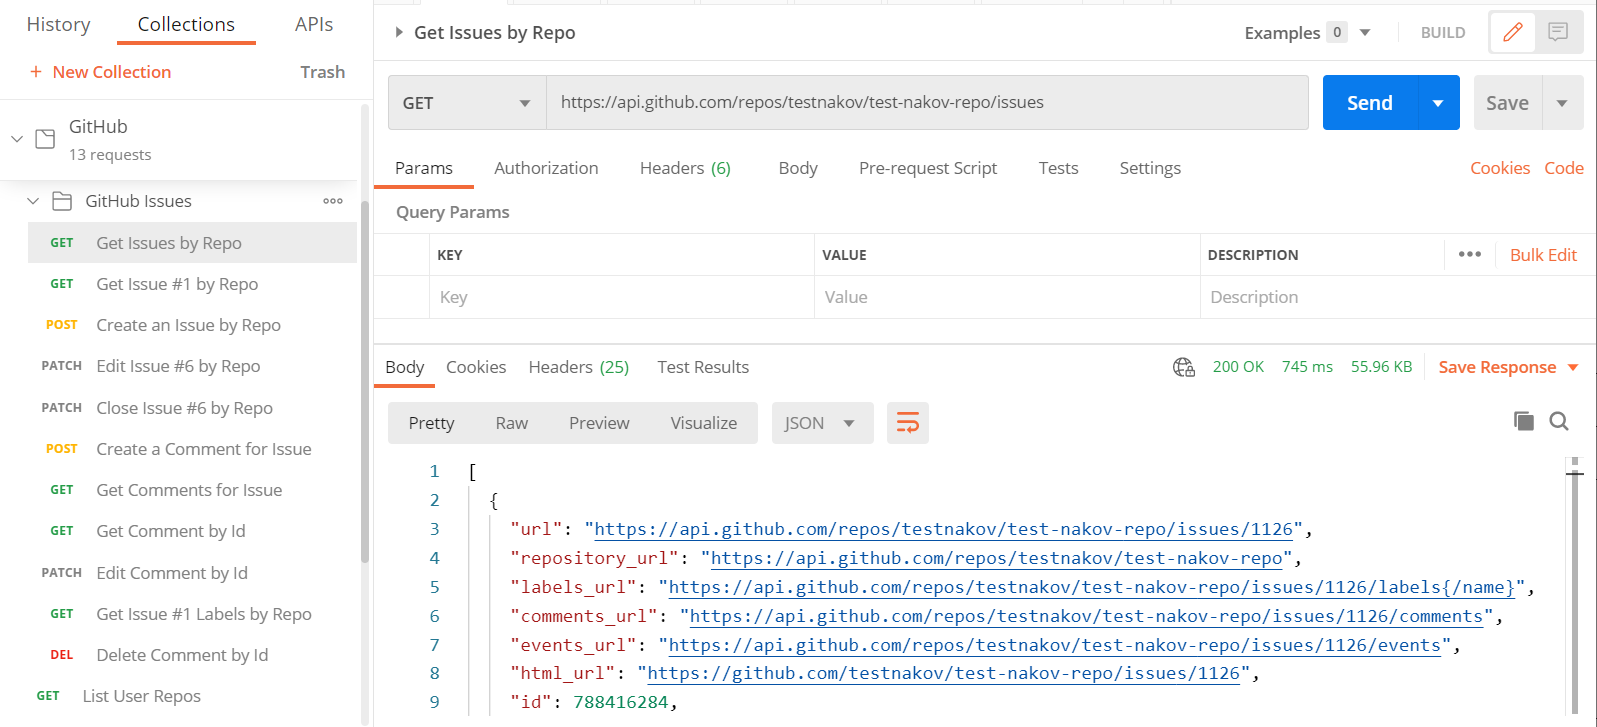 History Collections APIs
+ New Collection Trash
GitHub
13 requests
GitHub Issues
GET Get Issues by Repo
GET Get Issue #1 by Repo
POST Create an Issue by Repo
PATCH Edit Issue #6 by Repo
PATCH Close Issue #6 by Repo
POST Create a Comment for Issue
GET Get Comments for Issue
GET Get Comment by Id
PATCH Edit Comment by Id
GET Get Issue #1 Labels by Repo
DEL Delete Comment by Id
GET List User Repos
Get Issues by Repo Examples 0 BUILD
GET https://api.github.com/repos/testnakov/test-nakov-repo/issues Send Save
Params Authorization Headers (6) Body Pre-request Script Tests Settings Cookies Code
Query Params
KEY VALUE DESCRIPTION ••• Bulk Edit
Key Value Description
Body Cookies Headers (25) Test Results 200 OK 745 ms 55.96 KB Save Response
Pretty Raw Preview Visualize JSON
1 [
2 {
3 "url": "https://api.github.com/repos/testnakov/test-nakov-repo/issues/1126",
4 "repository_url": "https://api.github.com/repos/testnakov/test-nakov-repo",
5 "labels_url": "https://api.github.com/repos/testnakov/test-nakov-repo/issues/1126/labels{/name}",
6 "comments_url": "https://api.github.com/repos/testnakov/test-nakov-repo/issues/1126/comments",
7 "events_url": "https://api.github.com/repos/testnakov/test-nakov-repo/issues/1126/events",
8 "html_url": "https://github.com/testnakov/test-nakov-repo/issues/1126",
9 "id": 788416284,